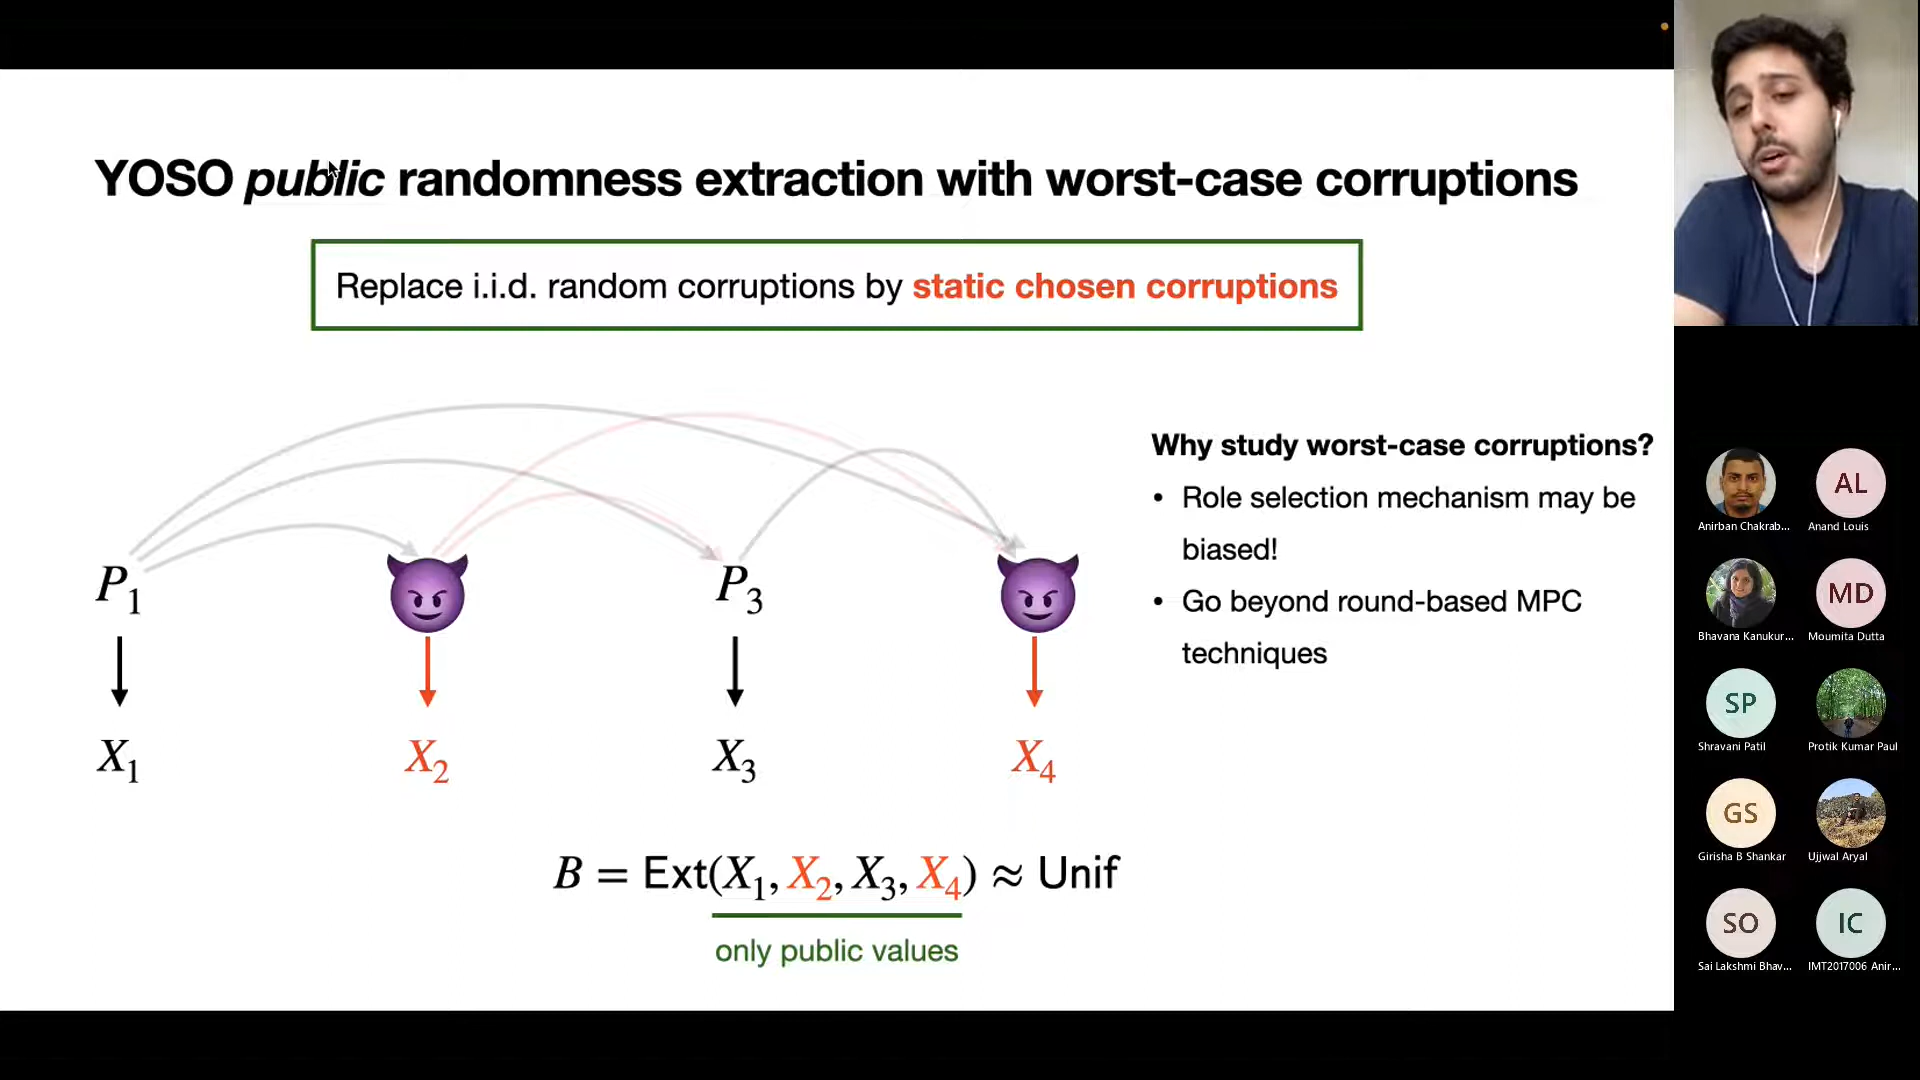 YOSO public randomness extraction with worst-case corruptions
Replace i.i.d. random corruptions by static chosen corruptions
Why study worst-case corruptions?
• Role selection mechanism may be
biased!
• Go beyond round-based MPC
techniques
P₁ P₃
X₁ X₂ X₃ X₄
B = Ext(X₁, X₂, X₃, X₄) ≈ Unif
only public values
AL
Anirban Chakrab... Anand Louis
MD
Bhavana Kanukur... Moumita Dutta
SP
Shravani Patil Protik Kumar Paul
GS
Girisha B Shankar Ujjwal Aryal
SO IC
Sai Lakshmi Bhav... IMT2017006 Anir...